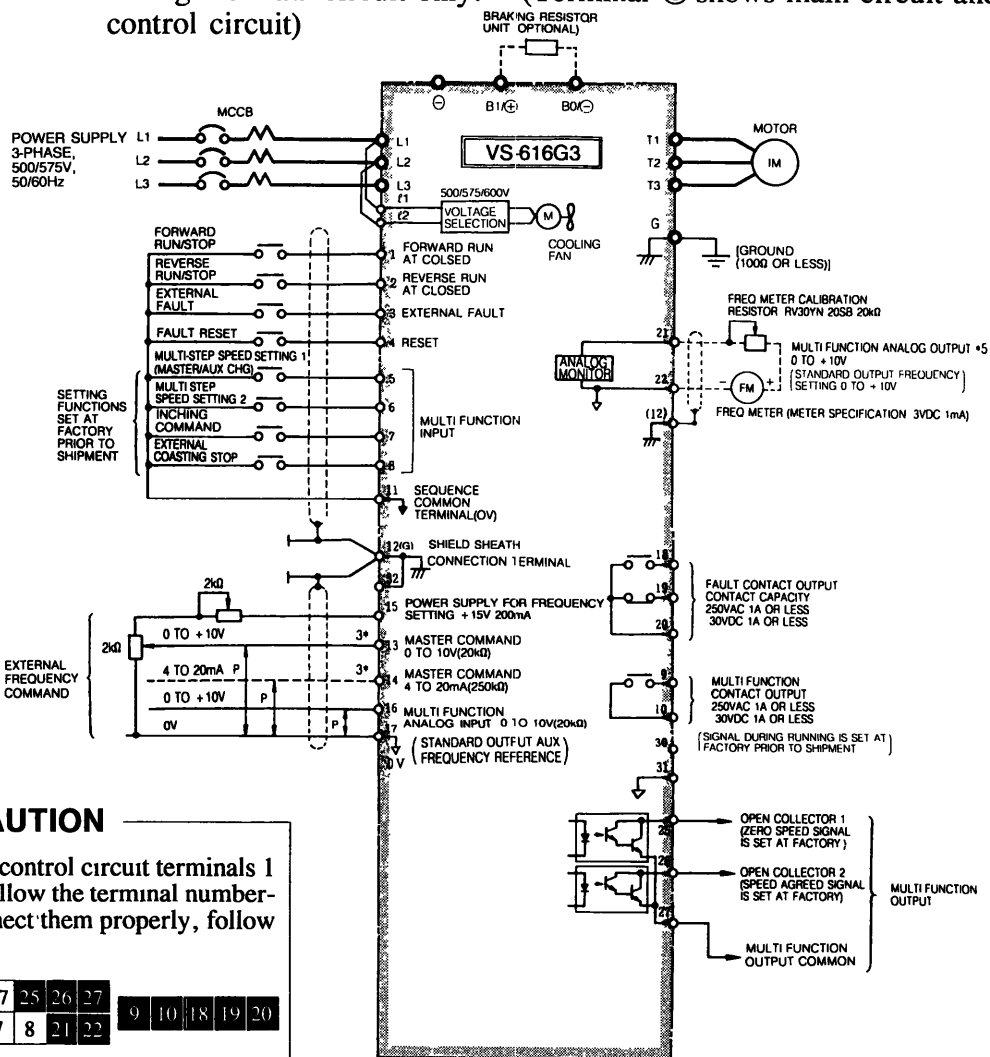 control circuit)
BRAKING RESISTOR
UNIT OPTIONAL)
⊖
B1/⊕
B0/⊖
MCCB
POWER SUPPLY
3-PHASE,
500/575V,
50/60Hz
L1
L2
L3
L1
L2
L3
ℓ1
ℓ2
VS-616G3
500/575/600V
VOLTAGE
SELECTION
M
COOLING
FAN
T1
T2
T3
MOTOR
IM
G
[GROUND
(100Ω OR LESS)]
FORWARD
RUN/STOP
REVERSE
RUN/STOP
EXTERNAL
FAULT
FAULT RESET
MULTI-STEP SPEED SETTING 1
(MASTER/AUX CHG)
MULTI STEP
SPEED SETTING 2
INCHING
COMMAND
EXTERNAL
COASTING STOP
SETTING
FUNCTIONS
SET AT
FACTORY
PRIOR TO
SHIPMENT
1 FORWARD RUN
AT COLSED
2 REVERSE RUN
AT CLOSED
3 EXTERNAL FAULT
4 RESET
5
6
7
8
MULTI FUNCTION
INPUT
11 SEQUENCE
COMMON
TERMINAL(OV)
12(G) SHIELD SHEATH
CONNECTION TERMINAL
32
15 POWER SUPPLY FOR FREQUENCY
SETTING +15V 200mA
2kΩ
2kΩ
EXTERNAL
FREQUENCY
COMMAND
0 TO +10V
3*
13 MASTER COMMAND
0 TO 10V(20kΩ)
4 TO 20mA
P
3*
14 MASTER COMMAND
4 TO 20mA(250kΩ)
0 TO +10V
P
16 MULTI FUNCTION
ANALOG INPUT 0 TO 10V(20kΩ)
OV
P
17
0 V
(STANDARD OUTPUT AUX
FREQUENCY REFERENCE)
FREQ METER CALIBRATION
RESISTOR RV30YN 20SB 20kΩ
21
ANALOG
MONITOR
22
- FM +
MULTI FUNCTION ANALOG OUTPUT *5
0 TO +10V
(STANDARD OUTPUT FREQUENCY)
SETTING 0 TO +10V
(12)
FREQ METER (METER SPECIFICATION 3VDC 1mA)
18
19
20
FAULT CONTACT OUTPUT
CONTACT CAPACITY
250VAC 1A OR LESS
30VDC 1A OR LESS
9
10
MULTI FUNCTION
CONTACT OUTPUT
250VAC 1A OR LESS
30VDC 1A OR LESS
(SIGNAL DURING RUNNING IS SET AT)
FACTORY PRIOR TO SHIPMENT
30
31
25
26
27
OPEN COLLECTOR 1
(ZERO SPEED SIGNAL
IS SET AT FACTORY)
OPEN COLLECTOR 2
(SPEED AGREED SIGNAL
IS SET AT FACTORY)
MULTI FUNCTION
OUTPUT
MULTI FUNCTION
OUTPUT COMMON
control circuit terminals 1
the terminal number-
them properly, follow
7 25 26 27
7 8 21 22
9 10 18 19 20